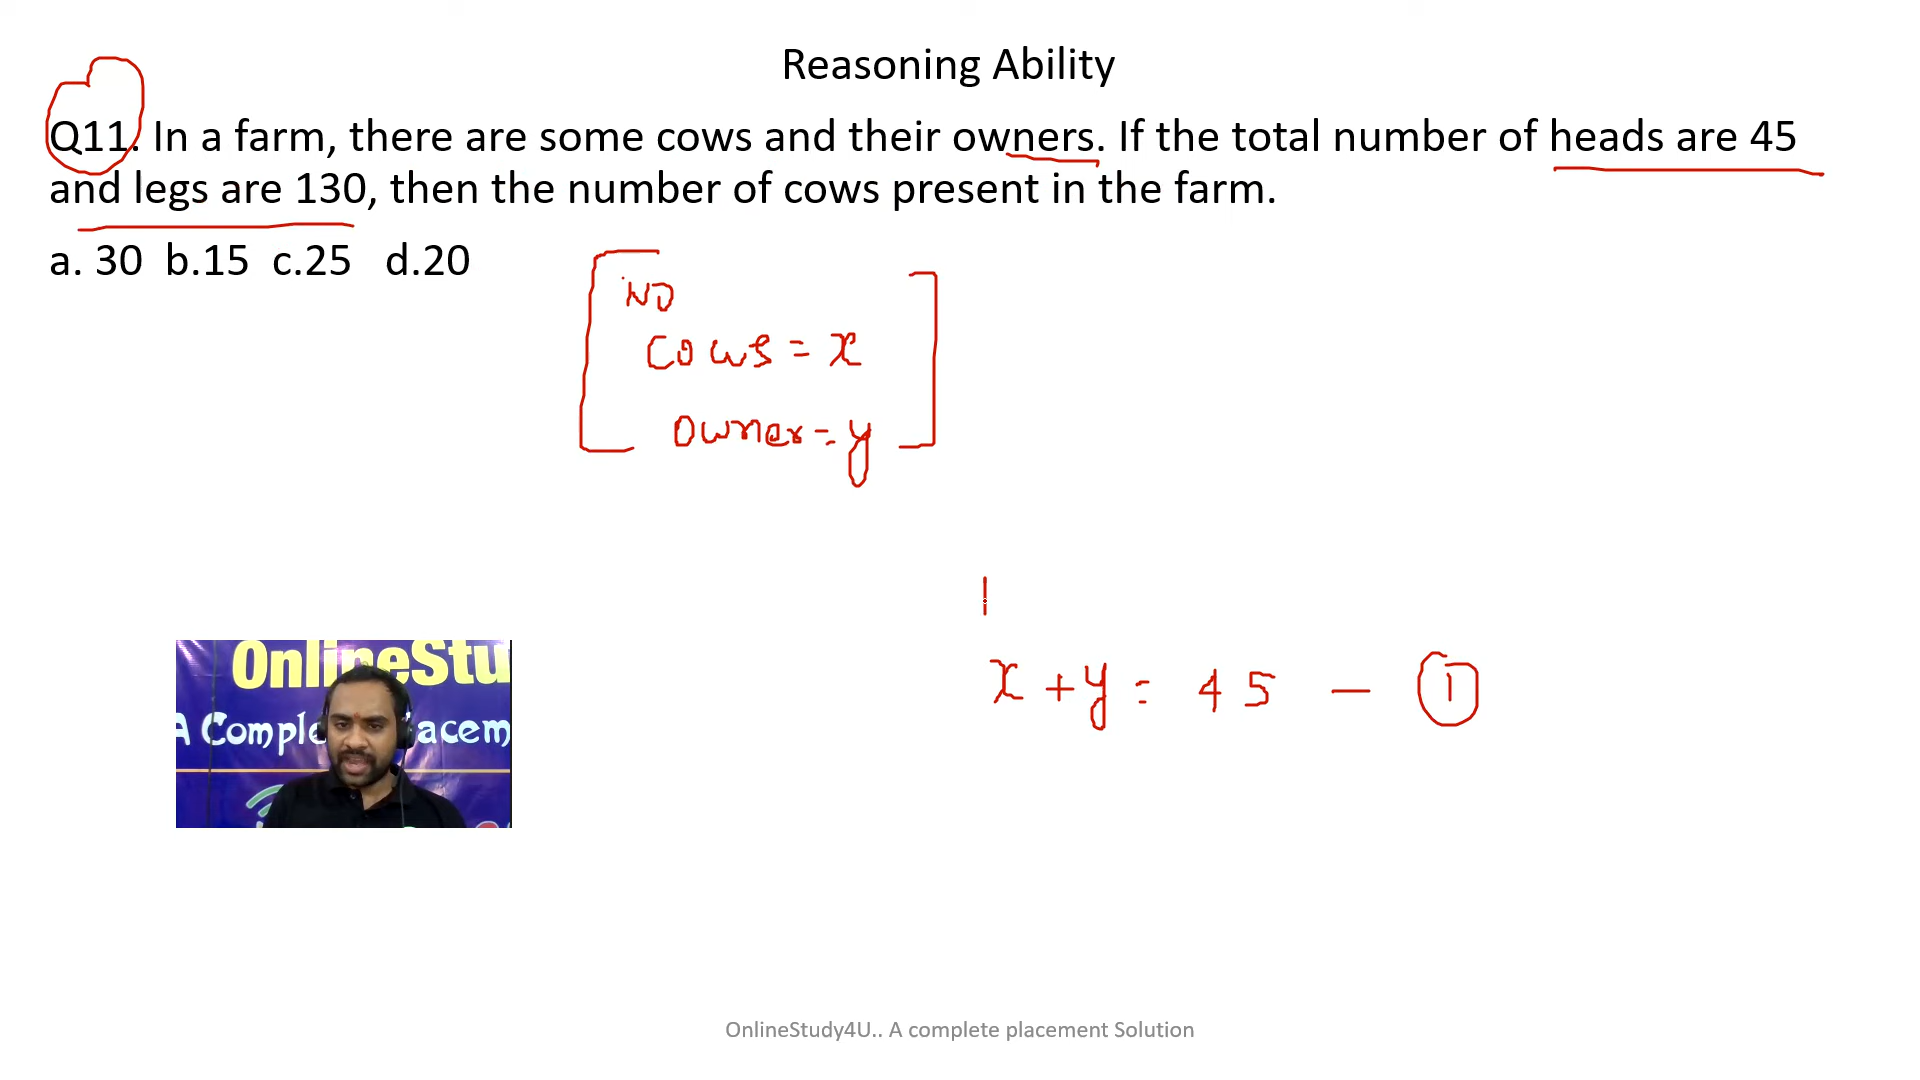 Reasoning Ability
Q11. In a farm, there are some cows and their owners. If the total number of heads are 45
and legs are 130, then the number of cows present in the farm.
a. 30 b.15 c.25 d.20
NO
Cows = x
Owner = y
x + y = 45 — 1
OnlineStu
A Comple acem
OnlineStudy4U.. A complete placement Solution